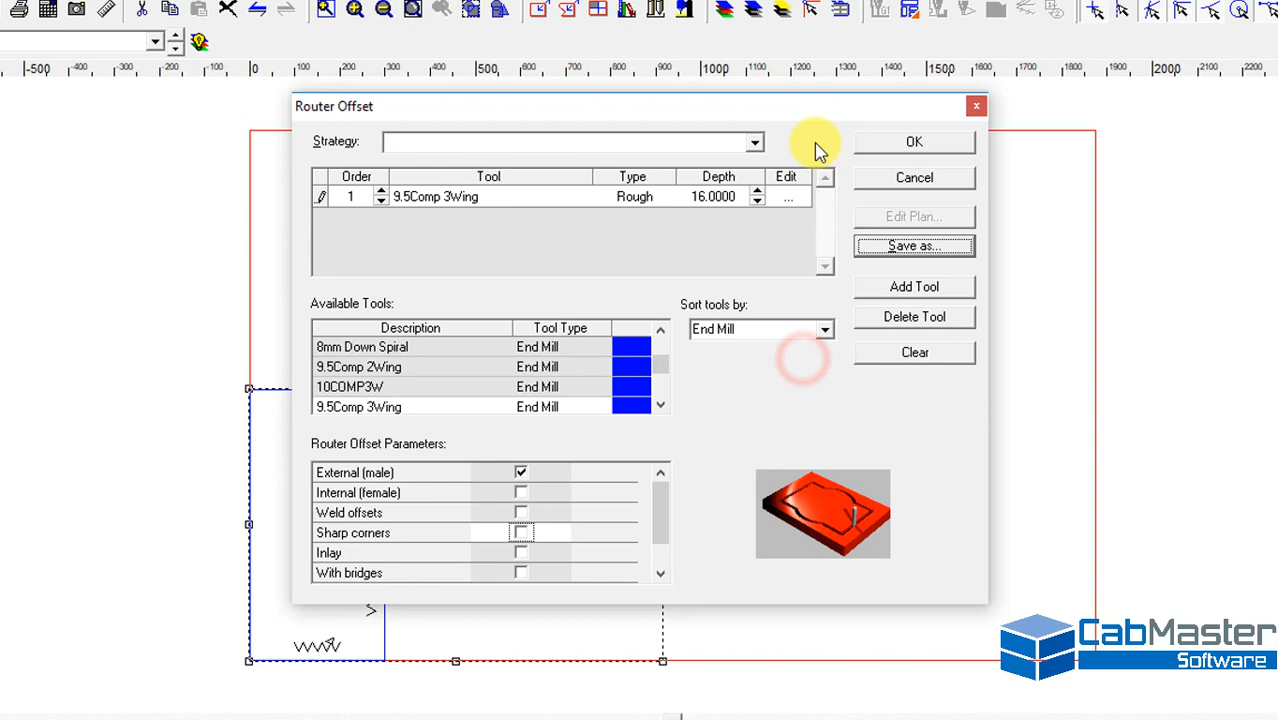 -500 -400 -300 -200 -100 0 100 200 300 400 500 600 700 800 900 1000 1100 1200 1300 1400 1500 1600 1700 1800 1900 2000 2100 2200
Router Offset x
Strategy:
OK
Order Tool Type Depth Edit
1 9.5Comp 3Wing Rough 16.0000 ...
Cancel
Edit Plan...
Save as...
Add Tool
Delete Tool
Clear
Available Tools:
Sort tools by:
End Mill
Description Tool Type
8mm Down Spiral End Mill
9.5Comp 2Wing End Mill
10COMP3W End Mill
9.5Comp 3Wing End Mill
Router Offset Parameters:
External (male)
Internal (female)
Weld offsets
Sharp corners
Inlay
With bridges
CabMaster
Software